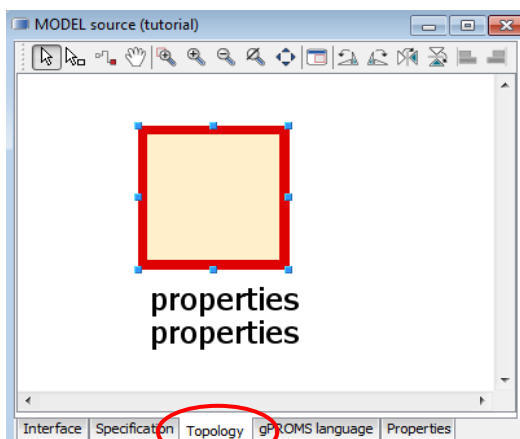 MODEL source (tutorial)
properties
properties
Interface Specification Topology gPROMS language Properties